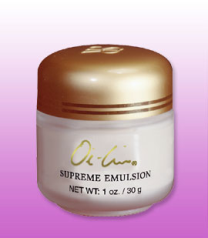 Oi-Lin®
SUPREME EMULSION
NET WT: 1 oz. / 30 g